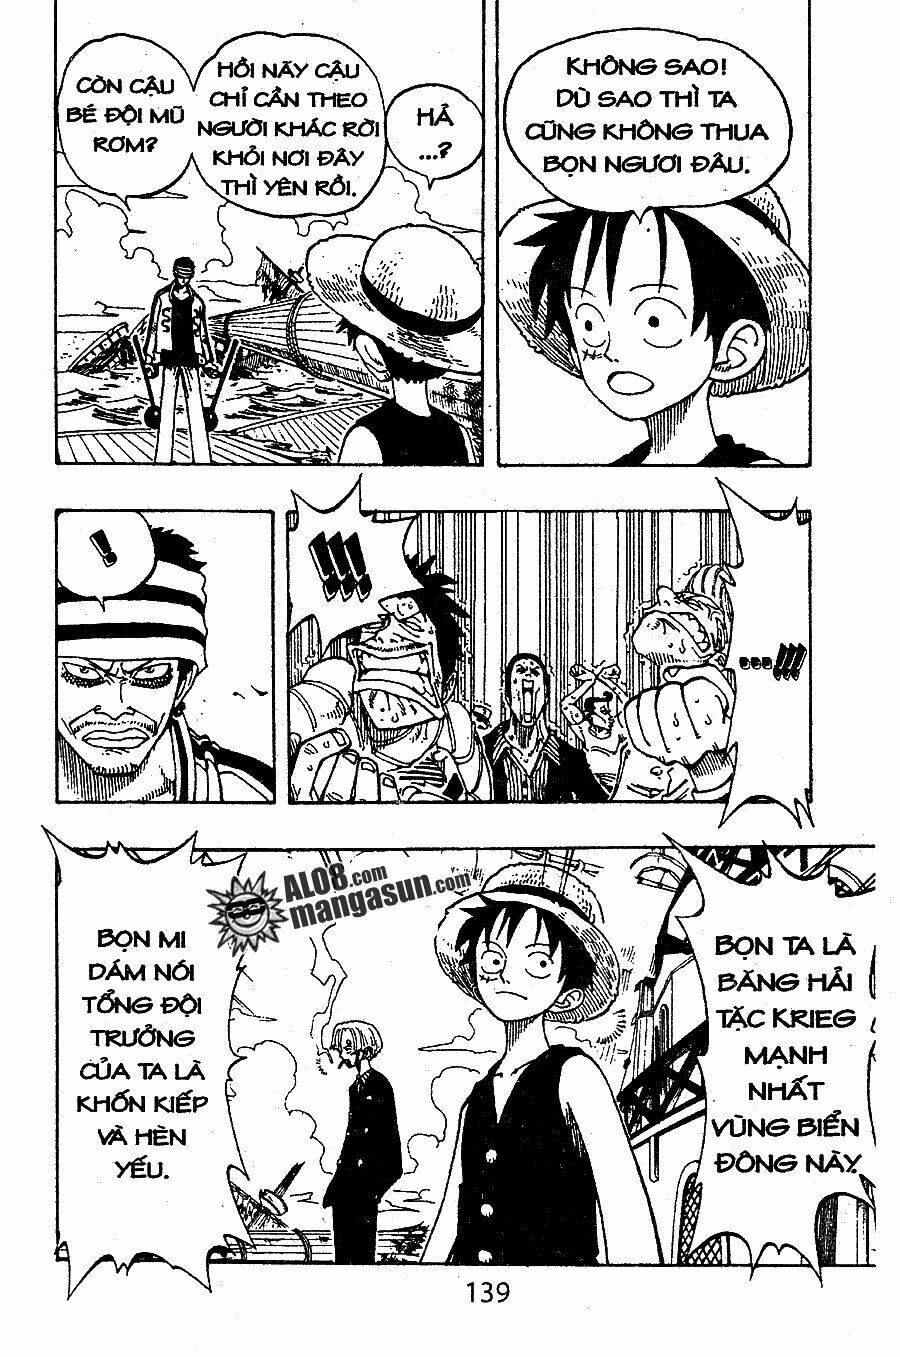 CÒN CẬU
BÉ ĐỘI MŨ
RƠM?
HỒI NÃY CẬU
CHỈ CẦN THEO
NGƯỜI KHÁC RỜI
KHỎI NƠI ĐÂY
THÌ YÊN RỒI.
HẢ
...?
KHÔNG SAO!
DÙ SAO THÌ TA
CŨNG KHÔNG THUA
BỌN NGƯƠI ĐÂU.
!
!!!
...!!!
AL08.com
mangasun.com
BỌN MI
DÁM NÓI
TỔNG ĐỘI
TRƯỞNG
CỦA TA LÀ
KHỐN KIẾP
VÀ HÈN
YẾU.
BỌN TA LÀ
BĂNG HẢI
TẶC KRIEG
MẠNH
NHẤT
VÙNG BIỂN
ĐÔNG NÀY.
139